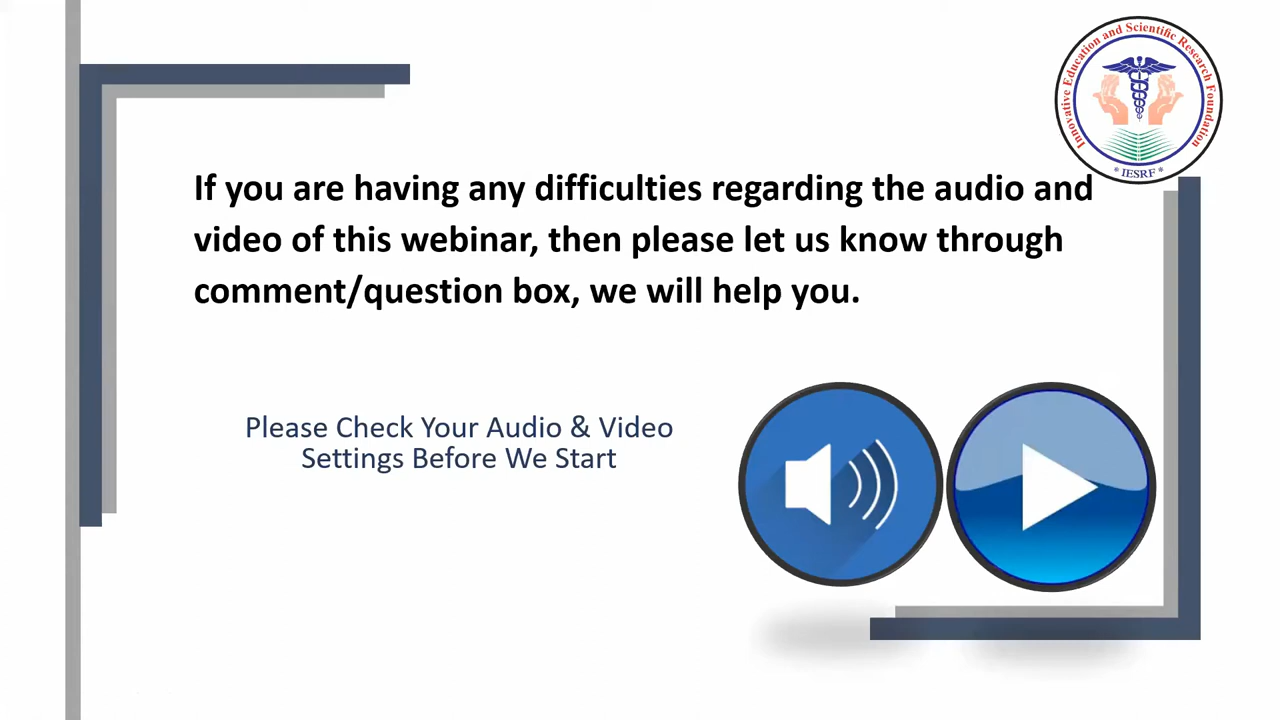 Innovative Education and Scientific Research Foundation
* IESRF *
If you are having any difficulties regarding the audio and
video of this webinar, then please let us know through
comment/question box, we will help you.
Please Check Your Audio & Video
Settings Before We Start